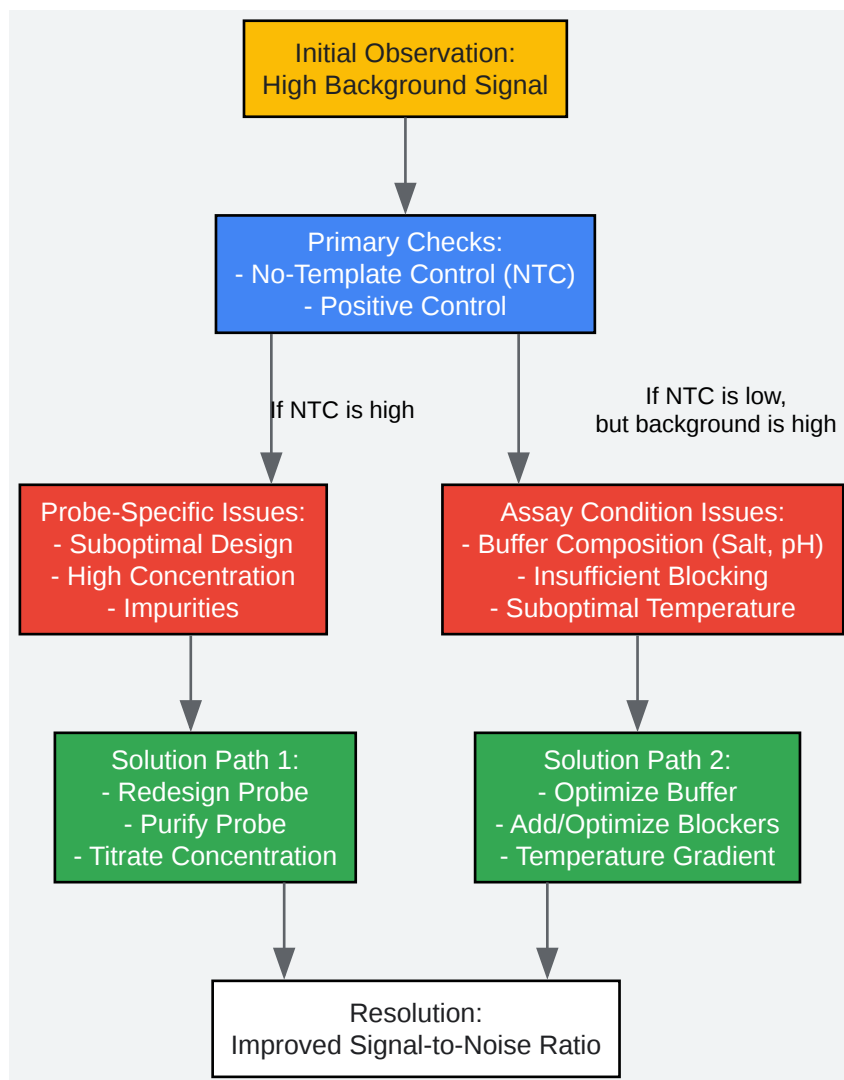 Initial Observation:
High Background Signal
Primary Checks:
- No-Template Control (NTC)
- Positive Control
If NTC is high
If NTC is low,
but background is high
Probe-Specific Issues:
- Suboptimal Design
- High Concentration
- Impurities
Assay Condition Issues:
- Buffer Composition (Salt, pH)
- Insufficient Blocking
- Suboptimal Temperature
Solution Path 1:
- Redesign Probe
- Purify Probe
- Titrate Concentration
Solution Path 2:
- Optimize Buffer
- Add/Optimize Blockers
- Temperature Gradient
Resolution:
Improved Signal-to-Noise Ratio